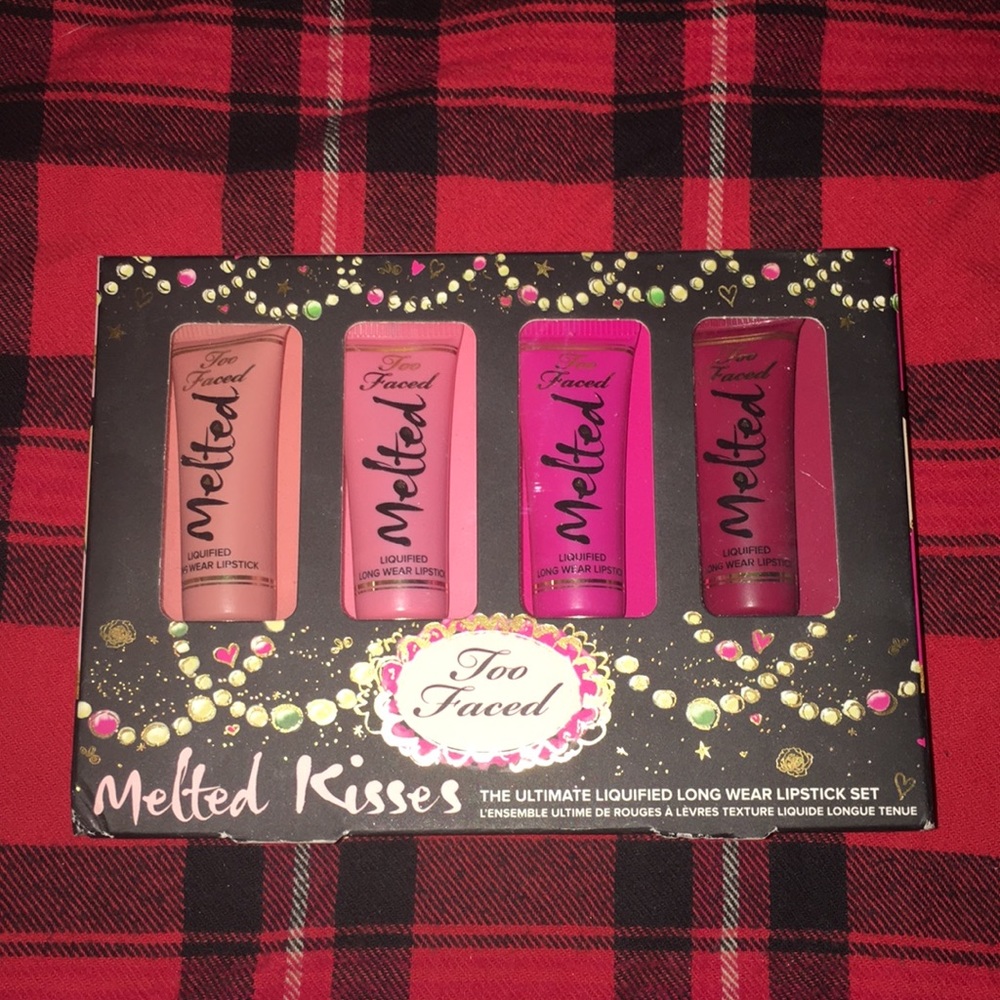 Too
Faced
Melted
LIQUIFIED
WEAR LIPSTICK
Too
Faced
Melted
LIQUIFIED
LONG WEAR LIPSTICK
Too
Faced
Melted
LIQUIFIED
LONG WEAR LIPSTICK
Too
Faced
Melted
LIQUIFIED
LONG WEAR LIPSTICK
Too
Faced
Melted Kisses
THE ULTIMATE LIQUIFIED LONG WEAR LIPSTICK SET
L'ENSEMBLE ULTIME DE ROUGES À LÈVRES TEXTURE LIQUIDE LONGUE TENUE